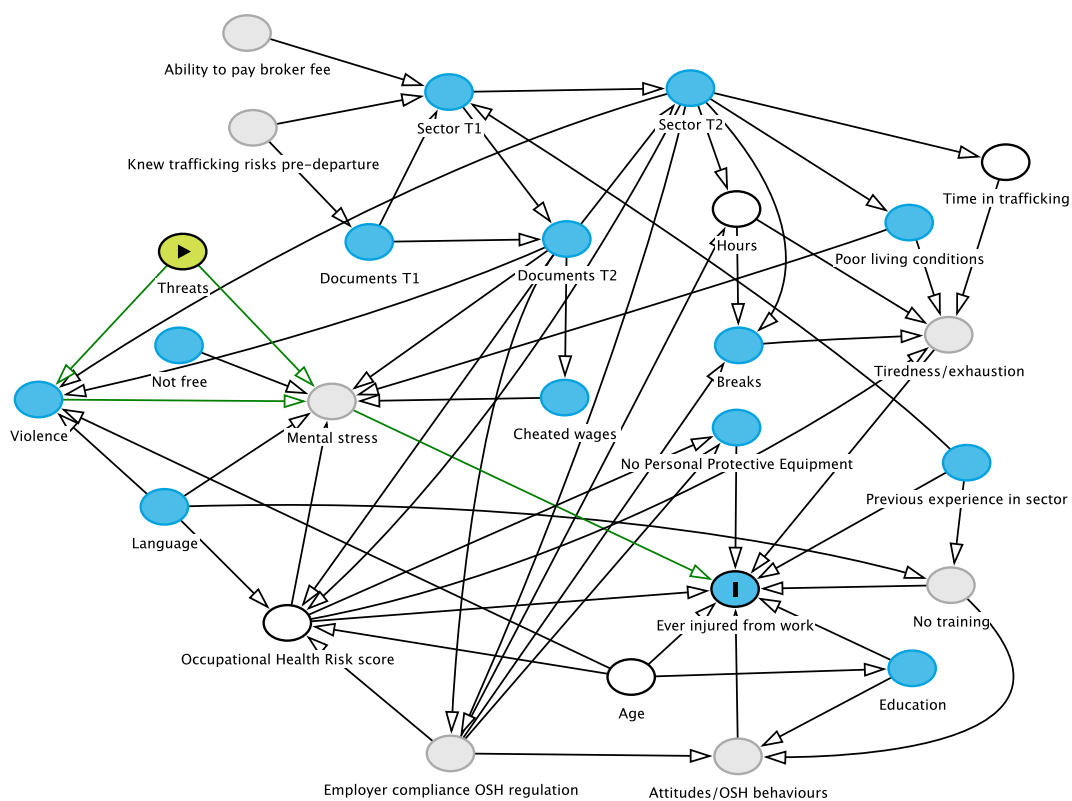 Ability to pay broker fee
Sector T1
Sector T2
Knew trafficking risks pre-departure
Time in trafficking
Hours
Poor living conditions
Documents T1
Documents T2
Threats
Not free
Breaks
Tiredness/exhaustion
Violence
Mental stress
Cheated wages
No Personal Protective Equipment
Previous experience in sector
Language
Ever injured from work
No training
Occupational Health Risk score
Age
Education
Employer compliance OSH regulation
Attitudes/OSH behaviours